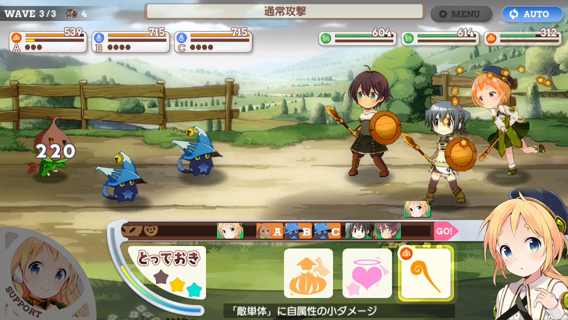 WAVE 3/3 4
通常攻撃
MENU
AUTO
539 715 715 604 614 312
A B C
220
A B C GO!
とっておき
SUPPORT
「敵単体」に自属性の小ダメージ